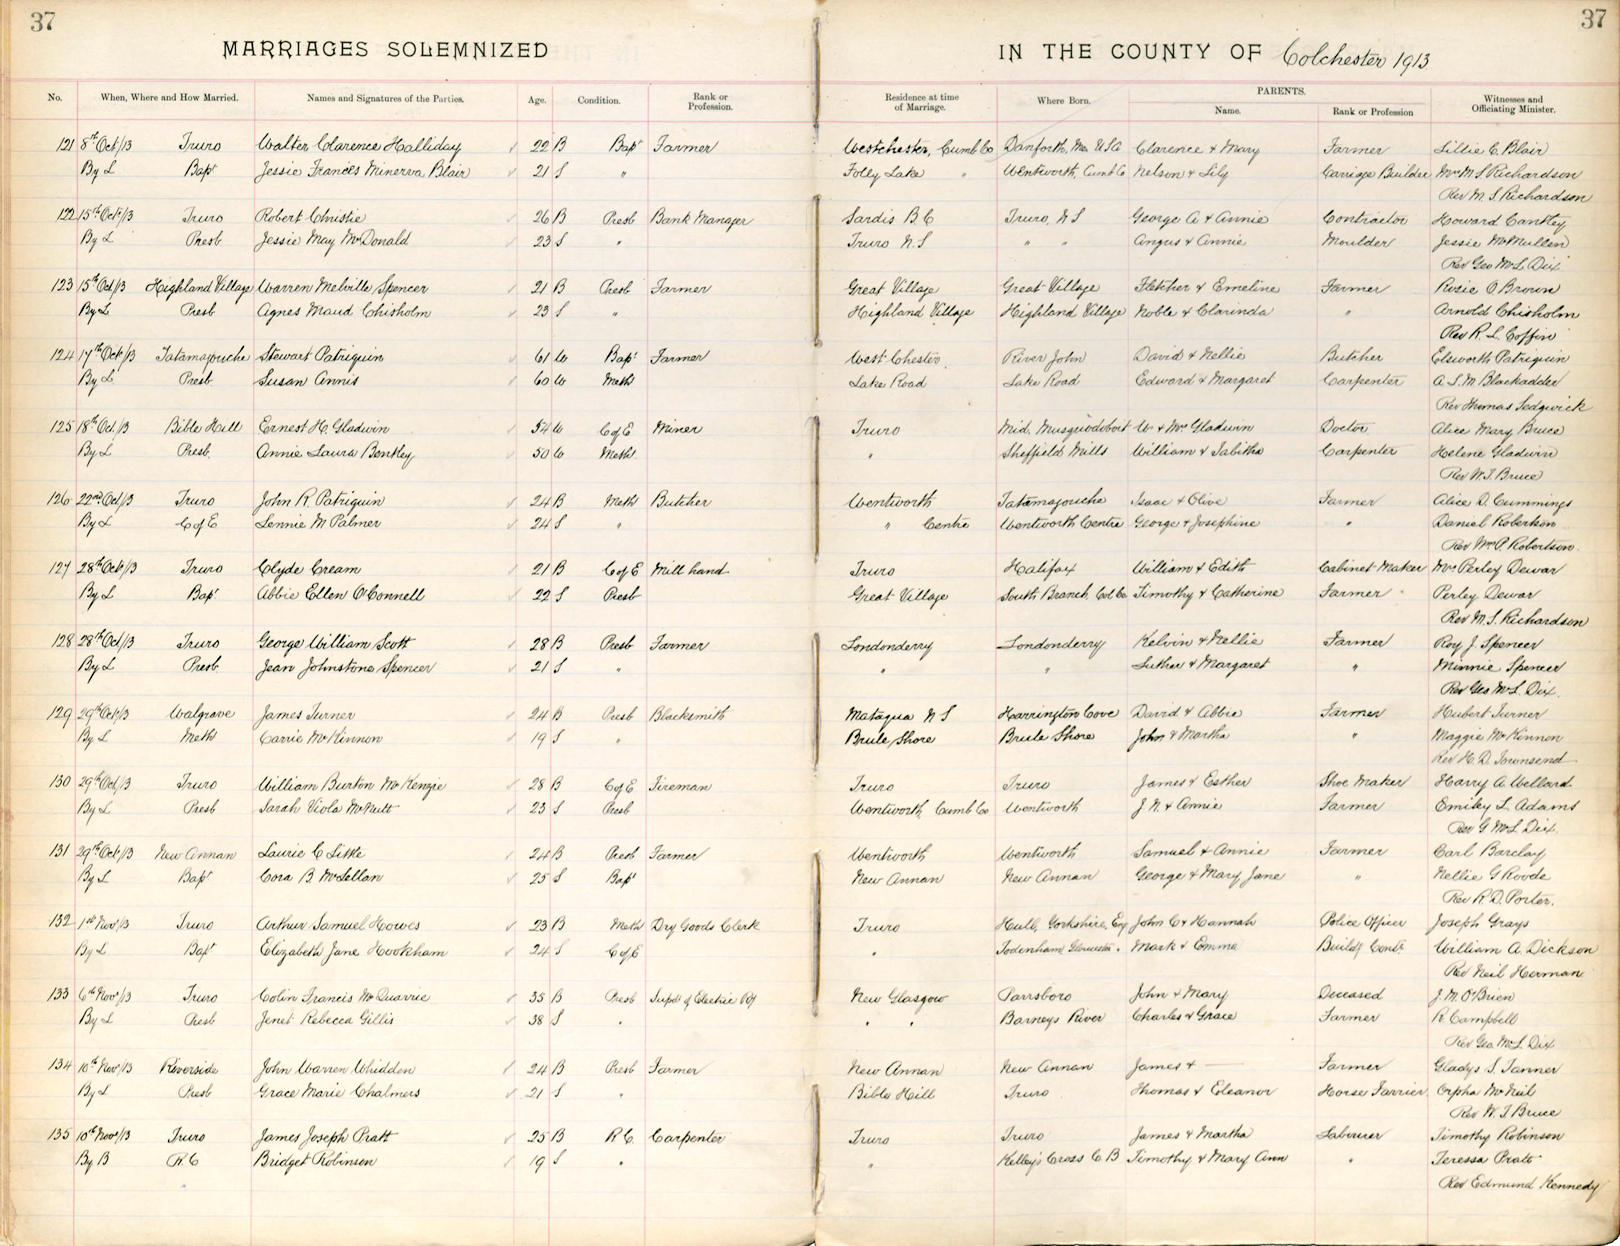 37 37
MARRIAGES SOLEMNIZED IN THE COUNTY OF Colchester 1913
No. When, Where and How Married. Names and Signatures of the Parties. Age. Condition. Rank or Profession. Residence at time of Marriage. Where Born. PARENTS. Name. Rank or Profession Witnesses and Officiating Minister.
121 8th Oct/13 Truro Walter Clarence Halliday 22 B Bapt Farmer Westchester, Cumb Co Danforth, Me. U.S.A Clarence & Mary Farmer Lillie C. Blair
By L Bapt Jessie Frances Minerva Blair 21 S " Folly Lake " Wentworth, Cumb Co Nelson & Lily Carriage Builder Mrs M S Richardson
Rev M. S. Richardson
122 15th Oct/13 Truro Robert Christie 26 B Presb Bank Manager Sardis B C Truro, N S George A & Annie Contractor Howard Cantley
By L Presb Jessie May McDonald 23 S " Truro N.S " " Angus & Annie Moulder Jessie McMullen
Rev Geo McL. Dix
123 15th Oct/13 Highland Village Warren Melville Spencer 21 B Presb Farmer Great Village Great Village Fletcher & Emeline Farmer Rosie O Brown
By L Presb Agnes Maud Chisholm 23 S " Highland Village Highland Village Noble & Clarinda " Arnold Chisholm
Rev R. L. Coffin
124 17th Oct/13 Tatamagouche Stewart Patriquin 61 W Bapt Farmer West Chester River John David & Nellie Butcher Elsworth Patriquin
By L Presb Susan Annis 60 W Meth Lake Road Lake Road Edward & Margaret Carpenter A. S. M. Blackadder
Rev Thomas Sedgwick
125 18th Oct/13 Bible Hill Ernest H. Gladwin 54 W C of E Miner Truro Mid. Musquodoboit W. & Mrs Gladwin Doctor Alice Mary Bruce
By L Presb. Annie Laura Bentley 50 W Meth " Sheffield Mills William & Tabitha Carpenter Helene Gladwin
Rev W. T. Bruce
126 22nd Oct/13 Truro John R. Patriquin 24 B Meth Butcher Wentworth Tatamagouche Isaac & Olive Farmer Alice D. Cummings
By L C of E Lennie M Palmer 24 S " " Centre Wentworth Centre George & Josephine " Daniel Robertson
Rev Wm P. Robertson
127 28th Oct/13 Truro Clyde Cream 21 B C of E Mill hand Truro Halifax William & Edith Cabinet Maker Mrs Perley Dewar
By L Bapt Abbie Ellen O'Connell 22 S Presb Great Village South Branch Col Co Timothy & Catherine Farmer Perley Dewar
Rev M. S. Richardson
128 28th Oct/13 Truro George William Scott 28 B Presb Farmer Londonderry Londonderry Kelvin & Nellie Farmer Roy J. Spencer
By L Presb Jean Johnstone Spencer 21 S " " " Luther & Margaret " Minnie Spencer
Rev Geo McL. Dix
129 29th Oct/13 Walgrave James Turner 24 B Presb Blacksmith Matagua N S Harrington Cove David & Abbie Farmer Hubert Turner
By L Meth Carrie McKinnon 19 S " Brule Shore Brule Shore John & Martha " Maggie McKinnon
Rev H. D. Townsend
130 29th Oct/13 Truro William Burton McKenzie 28 B C of E Fireman Truro Truro James & Esther Shoe Maker Harry A Wellard
By L Presb Sarah Viola McNutt 23 S Presb Wentworth, Cumb Co Wentworth J. N. & Annie Farmer Emiley L. Adams
Rev G McL Dix
131 29th Oct/13 New Annan Laurie C Little 24 B Presb Farmer Wentworth Wentworth Samuel & Annie Farmer Carl Barclay
By L Bapt Cora B. McLellan 25 S Bapt New Annan New Annan George & Mary Jane " Nellie G Roode
Rev R. D. Porter.
132 1st Nov/13 Truro Arthur Samuel Howes 23 B Meth Dry Goods Clerk Truro Hull, Yorkshire, Eng John C & Hannah Police Officer Joseph Grays
By L Bapt Elizabeth Jane Hookham 24 S C of E " Todenham, Gloucester " Mark & Emma Build'g Contr. William A. Dickson
Rev Neil Herman
133 6th Nov/13 Truro Colin Francis McQuarrie 35 B Presb Supt of Electric Ry New Glasgow Parrsboro John & Mary Deceased J. M. O'Brien
By L Presb Jenet Rebecca Gillis 38 S " " " Barneys River Charles & Grace Farmer R. Campbell
Rev Geo. McL Dix
134 10th Nov/13 Riverside John Warren Whidden 24 B Presb Farmer New Annan New Annan James & — Farmer Gladys S. Tanner
By L Presb Grace Marie Chalmers 21 S " Bible Hill Truro Thomas & Eleanor Horse Farrier Orpha McNeil
Rev W. T Bruce
135 10th Nov/13 Truro James Joseph Pratt 25 B R. C. Carpenter Truro Truro James & Martha Labourer Timothy Robinson
By B R. C Bridget Robinson 19 S " " Kelley's Cross C B Timothy & Mary Ann " Teressa Pratt
Rev Edmund Kennedy